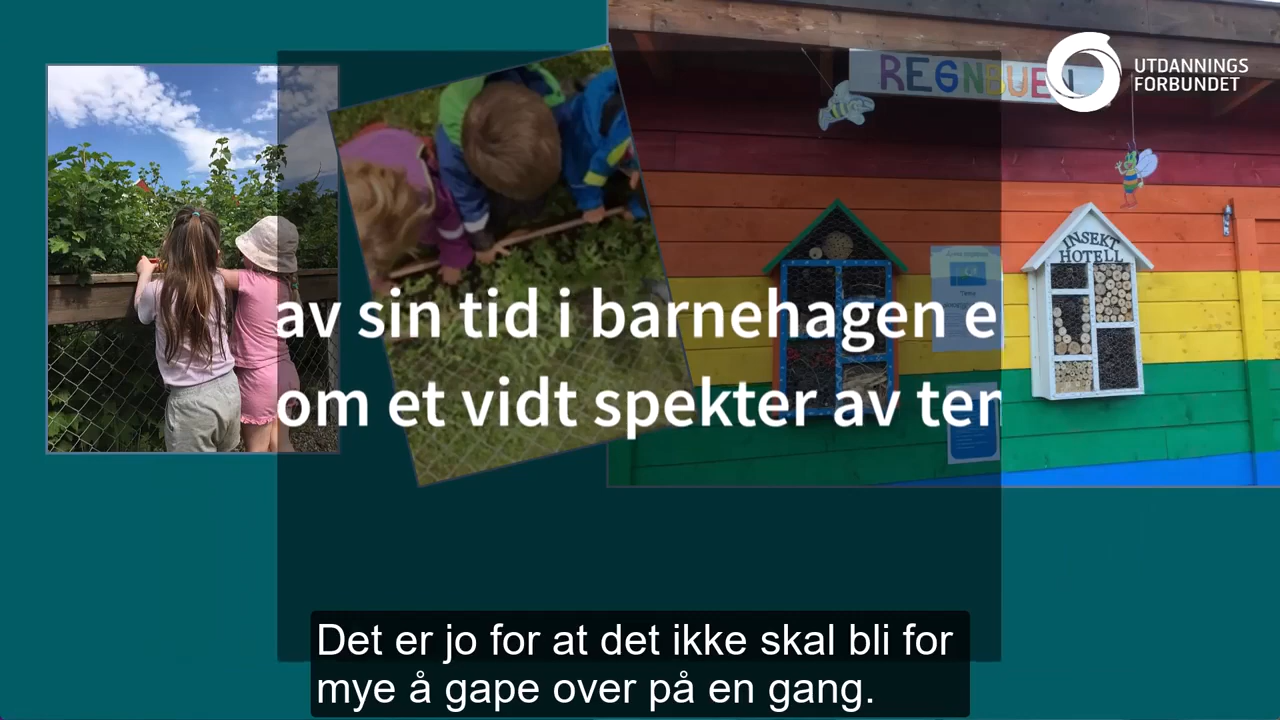 REGNBUEN
UTDANNINGS
FORBUNDET
INSEKT
HOTELL
av sin tid i barnehagen e
om et vidt spekter av ten
Det er jo for at det ikke skal bli for
mye å gape over på en gang.